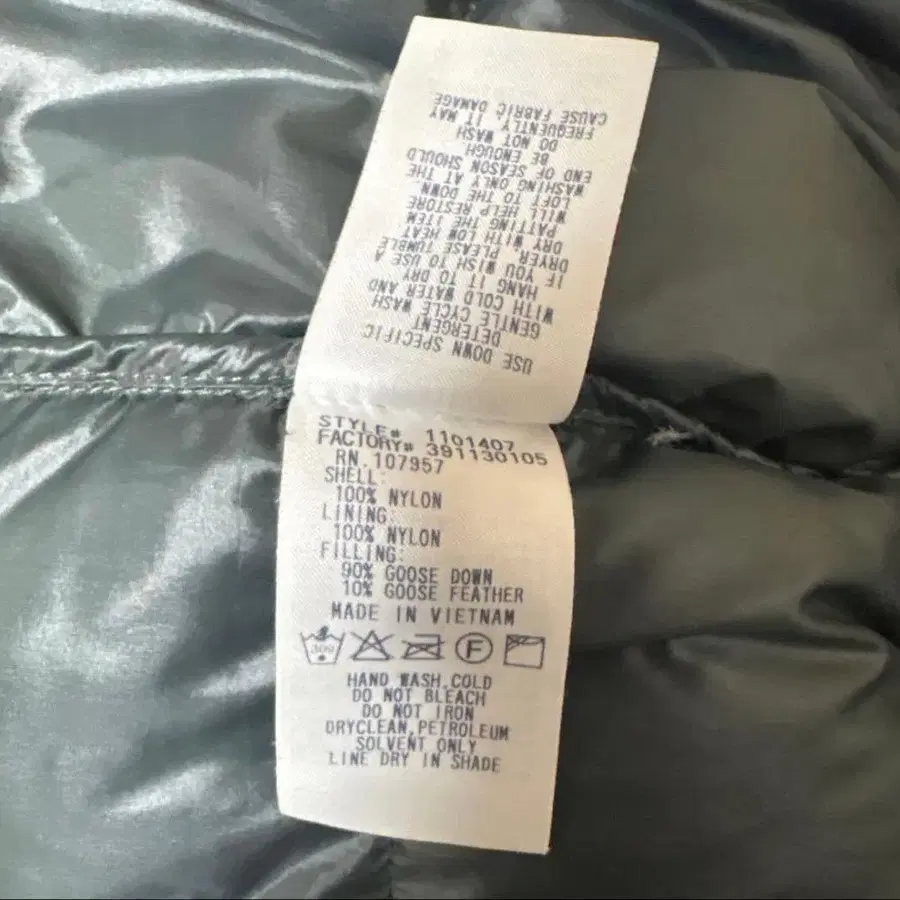 USE DOWN SPECIFIC
DETERGENT
GENTLE CYCLE WASH
WITH COLD WATER AND
HANG IT TO DRY
IF YOU WISH TO USE A
DRYER, PLEASE TUMBLE
DRY WITH LOW HEAT
PATTING THE ITEM
WILL HELP RESTORE
LOFT TO THE DOWN
WASHING ONLY AT THE
END OF SEASON SHOULD
BE ENOUGH
DO NOT WASH
FREQUENTLY IT MAY
CAUSE FABRIC DAMAGE
STYLE# 1101407
FACTORY# 391130105
RN.107957
SHELL:
100% NYLON
LINING:
100% NYLON
FILLING:
90% GOOSE DOWN
10% GOOSE FEATHER
MADE IN VIETNAM
30° F
HAND WASH,COLD
DO NOT BLEACH
DO NOT IRON
DRYCLEAN,PETROLEUM
SOLVENT ONLY
LINE DRY IN SHADE